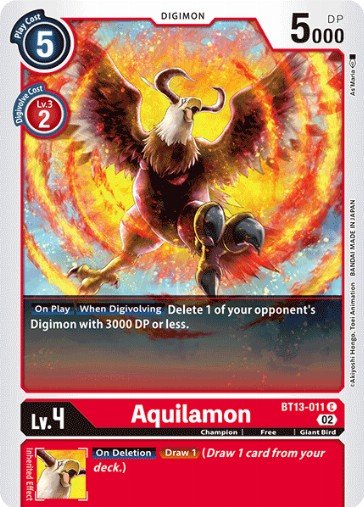 Play Cost
5
DIGIMON
DP
5000
Digivolve Cost
Lv.3
2
As'Maria
On Play When Digivolving Delete 1 of your opponent's
Digimon with 3000 DP or less.
©Akiyoshi Hongo, Toei Animation BANDAI MADE IN JAPAN
Lv.4
Aquilamon
BT13-011 C
02
Champion Free Giant Bird
Inherited Effect
On Deletion Draw 1 (Draw 1 card from your
deck.)